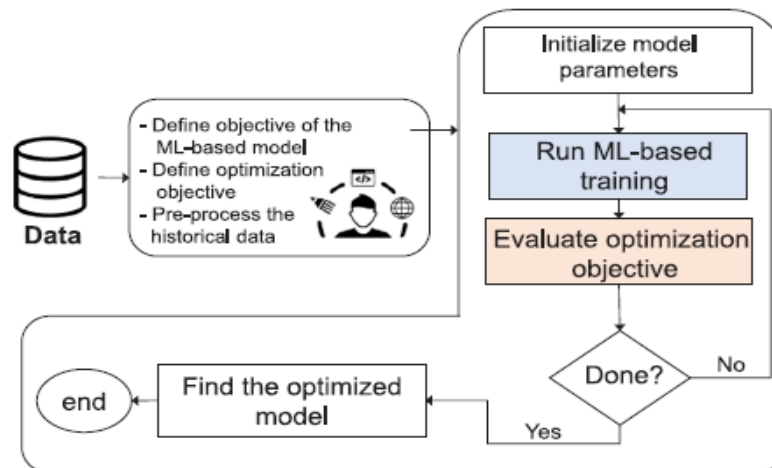 Data
- Define objective of the
ML-based model
- Define optimization
objective
- Pre-process the
historical data
</>
Initialize model
parameters
Run ML-based
training
Evaluate optimization
objective
Done?
No
Yes
Find the optimized
model
end